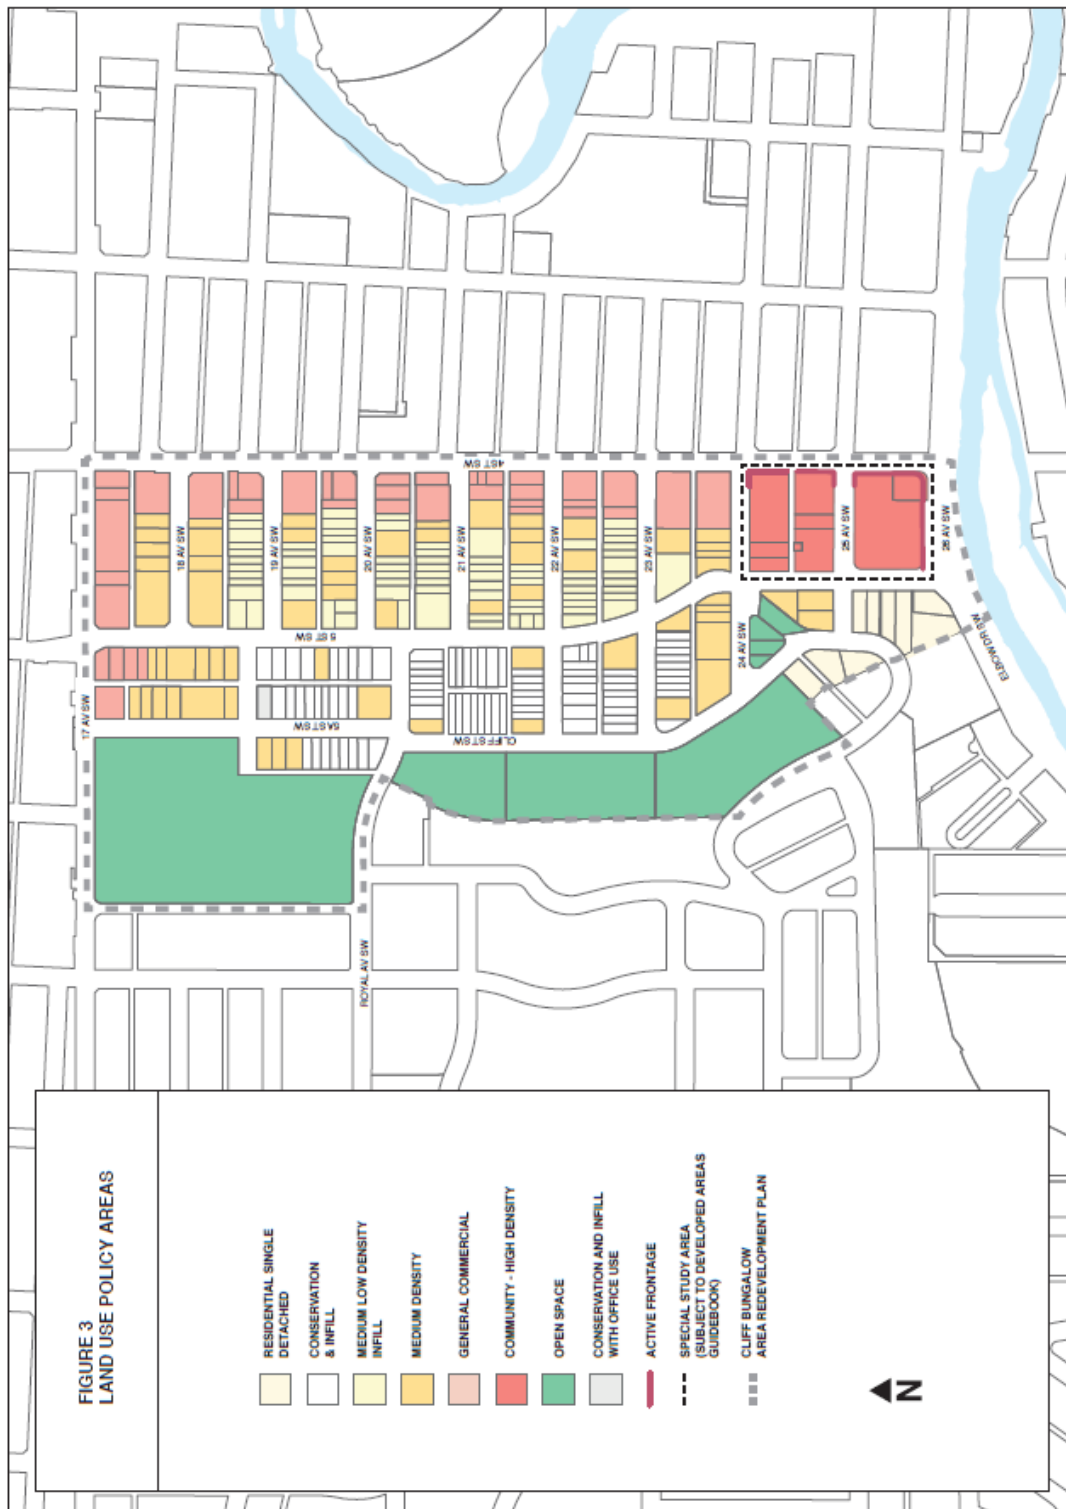 FIGURE 3
LAND USE POLICY AREAS
RESIDENTIAL SINGLE
DETACHED
CONSERVATION
& INFILL
MEDIUM LOW DENSITY
INFILL
MEDIUM DENSITY
GENERAL COMMERCIAL
COMMUNITY - HIGH DENSITY
OPEN SPACE
CONSERVATION AND INFILL
WITH OFFICE USE
ACTIVE FRONTAGE
SPECIAL STUDY AREA
(SUBJECT TO DEVELOPED AREAS
GUIDEBOOK)
CLIFF BUNGALOW
AREA REDEVELOPMENT PLAN
N
17 AV SW
18 AV SW
19 AV SW
20 AV SW
21 AV SW
22 AV SW
23 AV SW
24 AV SW
25 AV SW
26 AV SW
4 ST SW
5 ST SW
5A ST SW
CLIFF ST SW
ROYAL AV SW
ELBOW DR SW